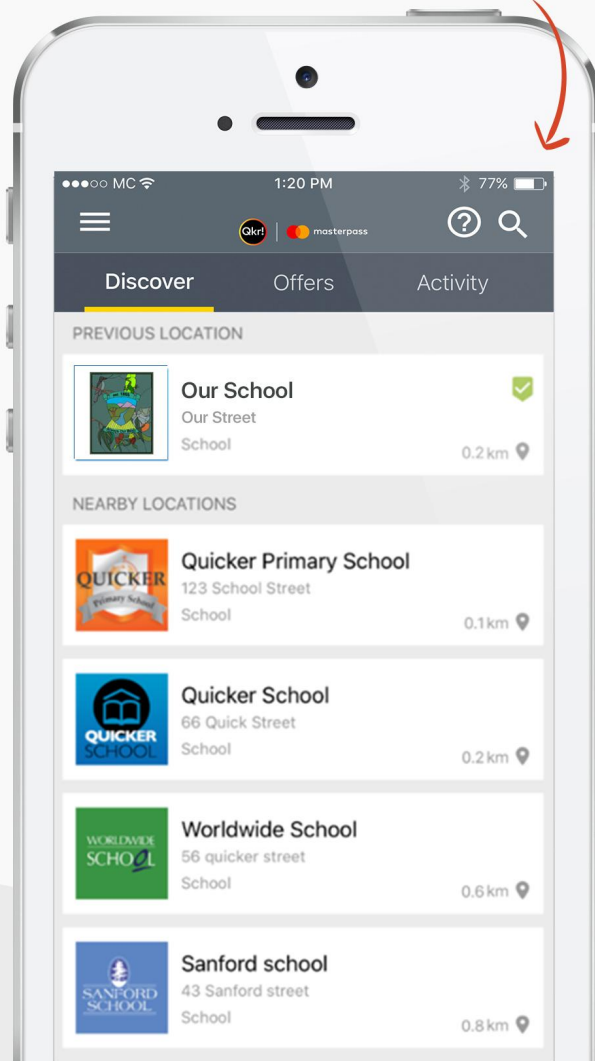 MC
1:20 PM
77%
Qkr!
masterpass
Discover
Offers
Activity
PREVIOUS LOCATION
Our School
Our Street
School
0.2 km
NEARBY LOCATIONS
QUICKER
Primary School
Quicker Primary School
123 School Street
School
0.1 km
QUICKER
SCHOOL
Quicker School
66 Quick Street
School
0.2 km
WORLDWIDE
SCHOOL
Worldwide School
56 quicker street
School
0.6 km
SANFORD
SCHOOL
Sanford school
43 Sanford street
School
0.8 km